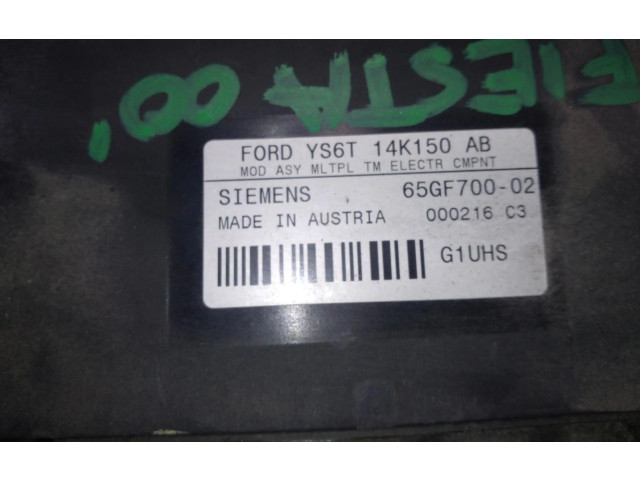 FIESTA 00'
FORD YS6T 14K150 AB
MOD ASY MLTPL TM ELECTR CMPNT
SIEMENS 65GF700-02
MADE IN AUSTRIA 000216 C3
G1UHS